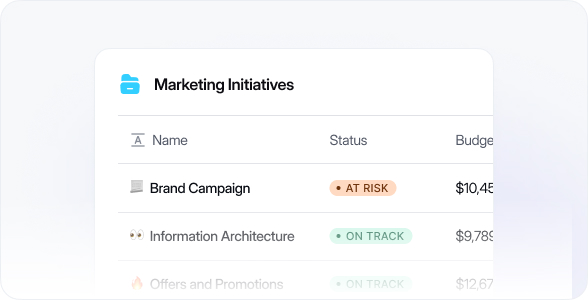 Marketing Initiatives
Name Status Budge
Brand Campaign • AT RISK $10,45
Information Architecture • ON TRACK $9,789
Offers and Promotions • ON TRACK $12,67